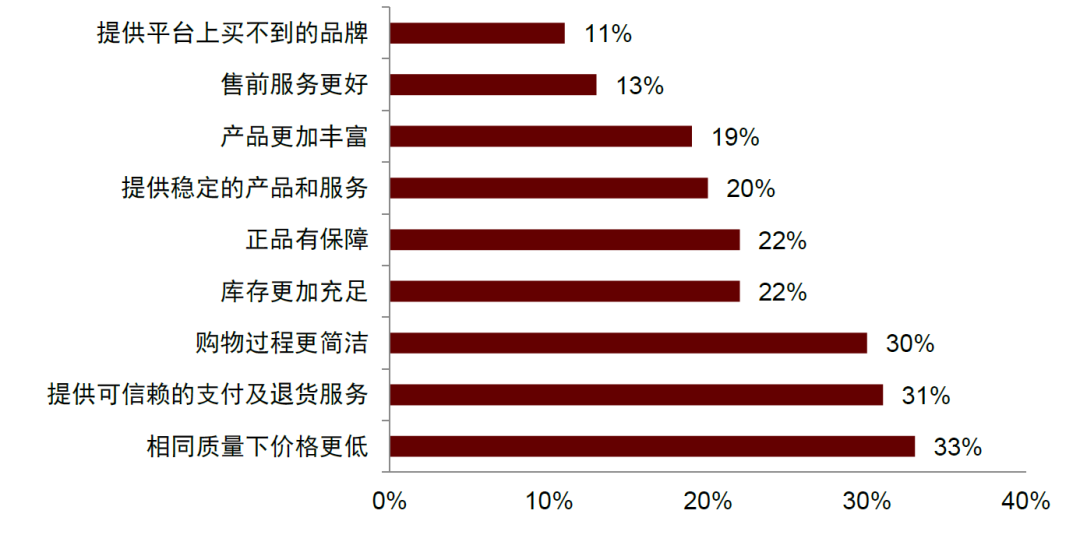 提供平台上买不到的品牌 11%
售前服务更好 13%
产品更加丰富 19%
提供稳定的产品和服务 20%
正品有保障 22%
库存更加充足 22%
购物过程更简洁 30%
提供可信赖的支付及退货服务 31%
相同质量下价格更低 33%
0% 10% 20% 30% 40%